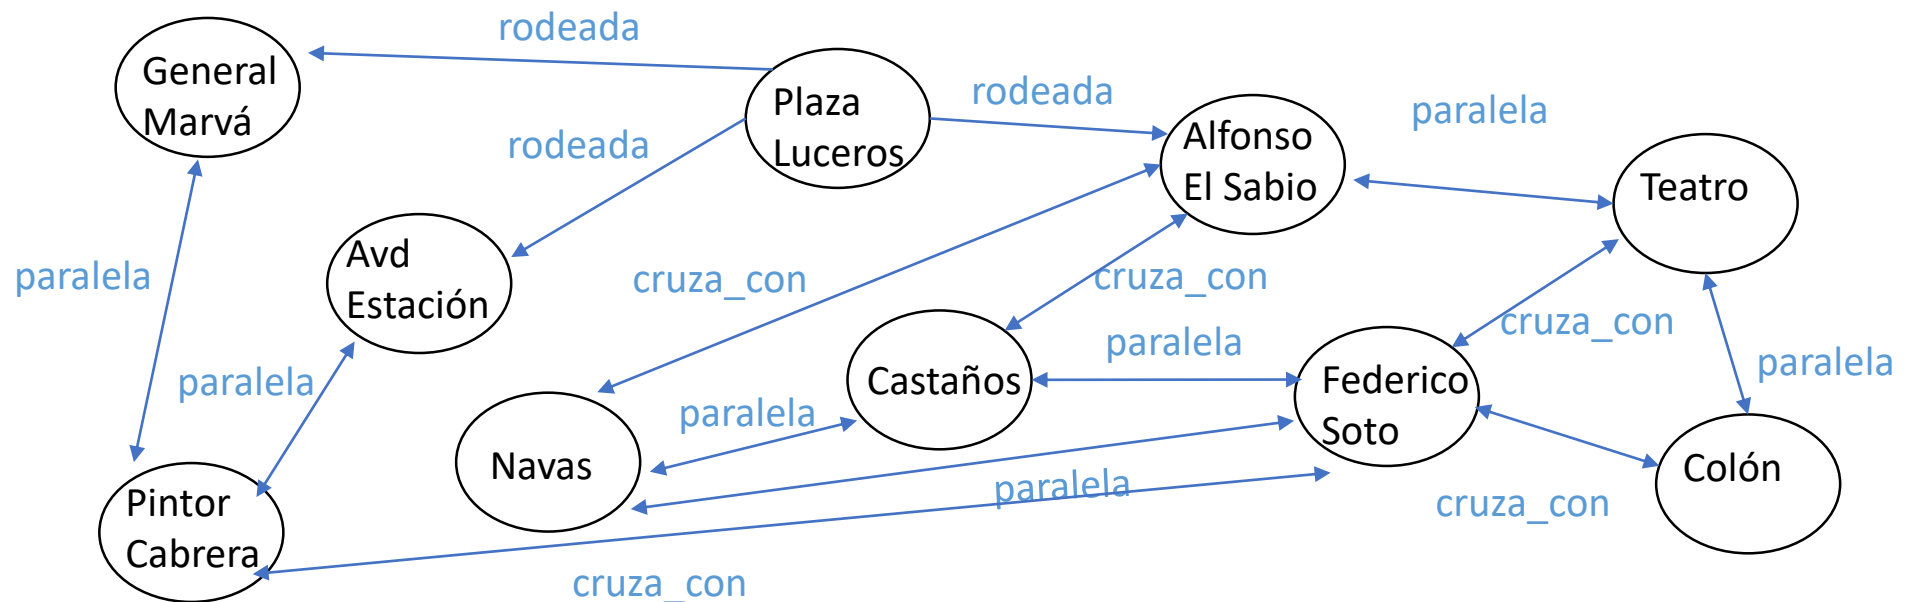 rodeada
General
Marvá
Plaza
Luceros
rodeada
rodeada
Alfonso
El Sabio
paralela
Teatro
paralela
Avd
Estación
cruza_con
cruza_con
paralela
cruza_con
paralela
paralela
Castaños
Federico
Soto
paralela
Navas
paralela
Colón
cruza_con
Pintor
Cabrera
cruza_con